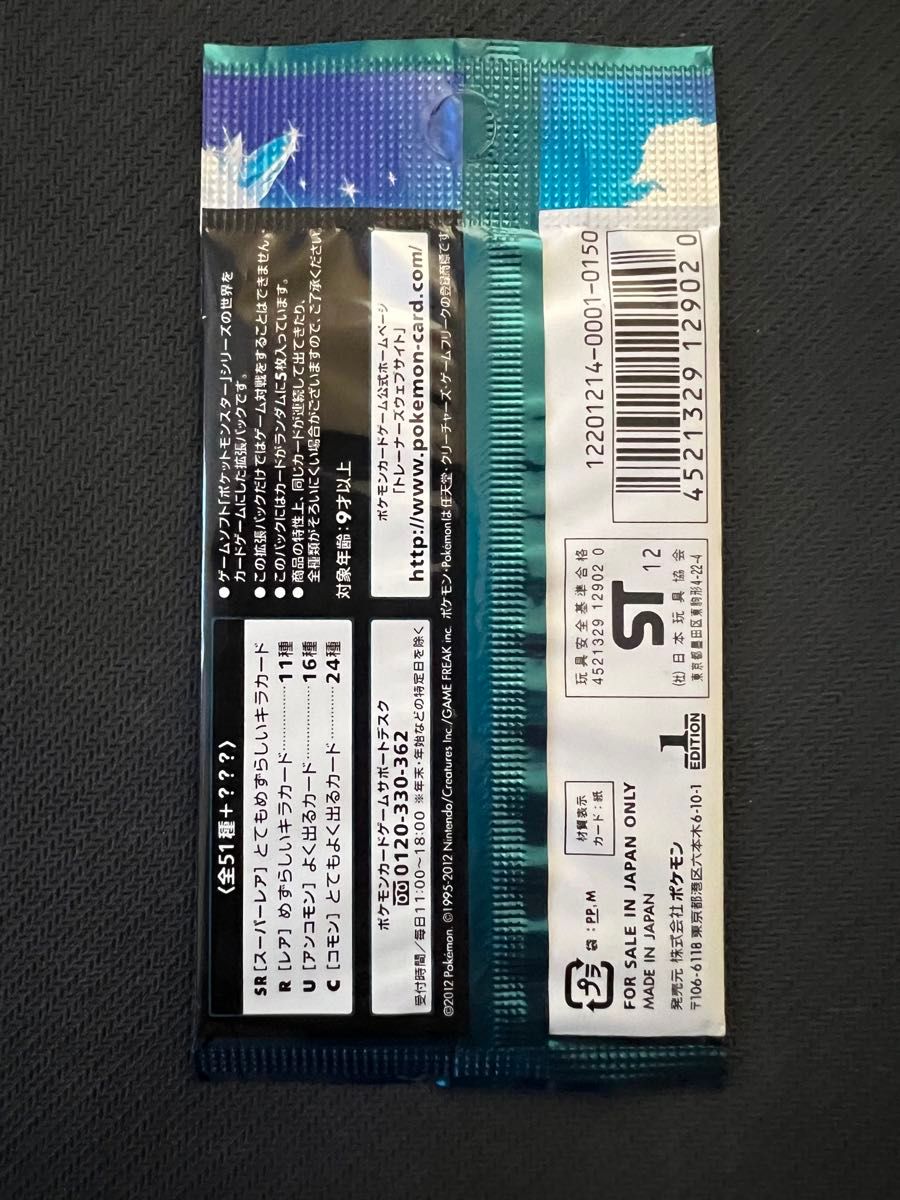 〈全51種+???〉
SR [スーパーレア] とてもめずらしいキラカード
R [レア] めずらしいキラカード………11種
U [アンコモン] よく出るカード………16種
C [コモン] とてもよく出るカード………24種
●ゲームソフト「ポケットモンスター」シリーズの世界を
カードゲームにした拡張パックです。
●この拡張パックだけではゲーム対戦をすることはできません。
●このパックにはカードがランダムに5枚入っています。
●商品の特性上、同じカードが連続して出てきたり、
全種類がそろいにくい場合がございますので、ご了承ください。
対象年齢:9才以上
ポケモンカードゲームサポートデスク
0120-330-362
受付時間/毎日11:00〜18:00 ※年末・年始などの特定日を除く
ポケモンカードゲーム公式ホームページ
「トレーナーズウェブサイト」
http://www.pokemon-card.com/
©2012 Pokémon. ©1995-2012 Nintendo/Creatures Inc./GAME FREAK inc. ポケモン・Pokémonは任天堂・クリーチャーズ・ゲームフリークの登録商標です
プラ
袋:PP,M
材質表示
カード:紙
FOR SALE IN JAPAN ONLY
MADE IN JAPAN
発売元 株式会社ポケモン
〒106-6118 東京都港区六本木6-10-1
1
EDITION
玩具安全基準合格
4521329 12902 0
ST 12
(社)日本玩具協会
東京都墨田区東駒形4-22-4
12201214-0001-0150
4521329129020